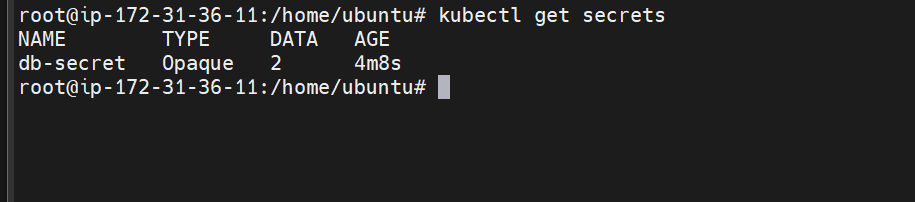 root@ip-172-31-36-11:/home/ubuntu# kubectl get secrets
NAME        TYPE     DATA   AGE
db-secret   Opaque   2      4m8s
root@ip-172-31-36-11:/home/ubuntu#